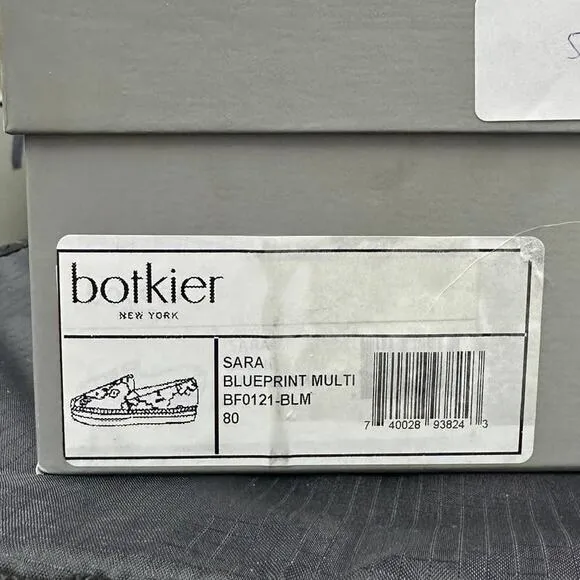 botkier
NEW YORK
SARA
BLUEPRINT MULTI
BF0121-BLM
80
7 40028 93824 3